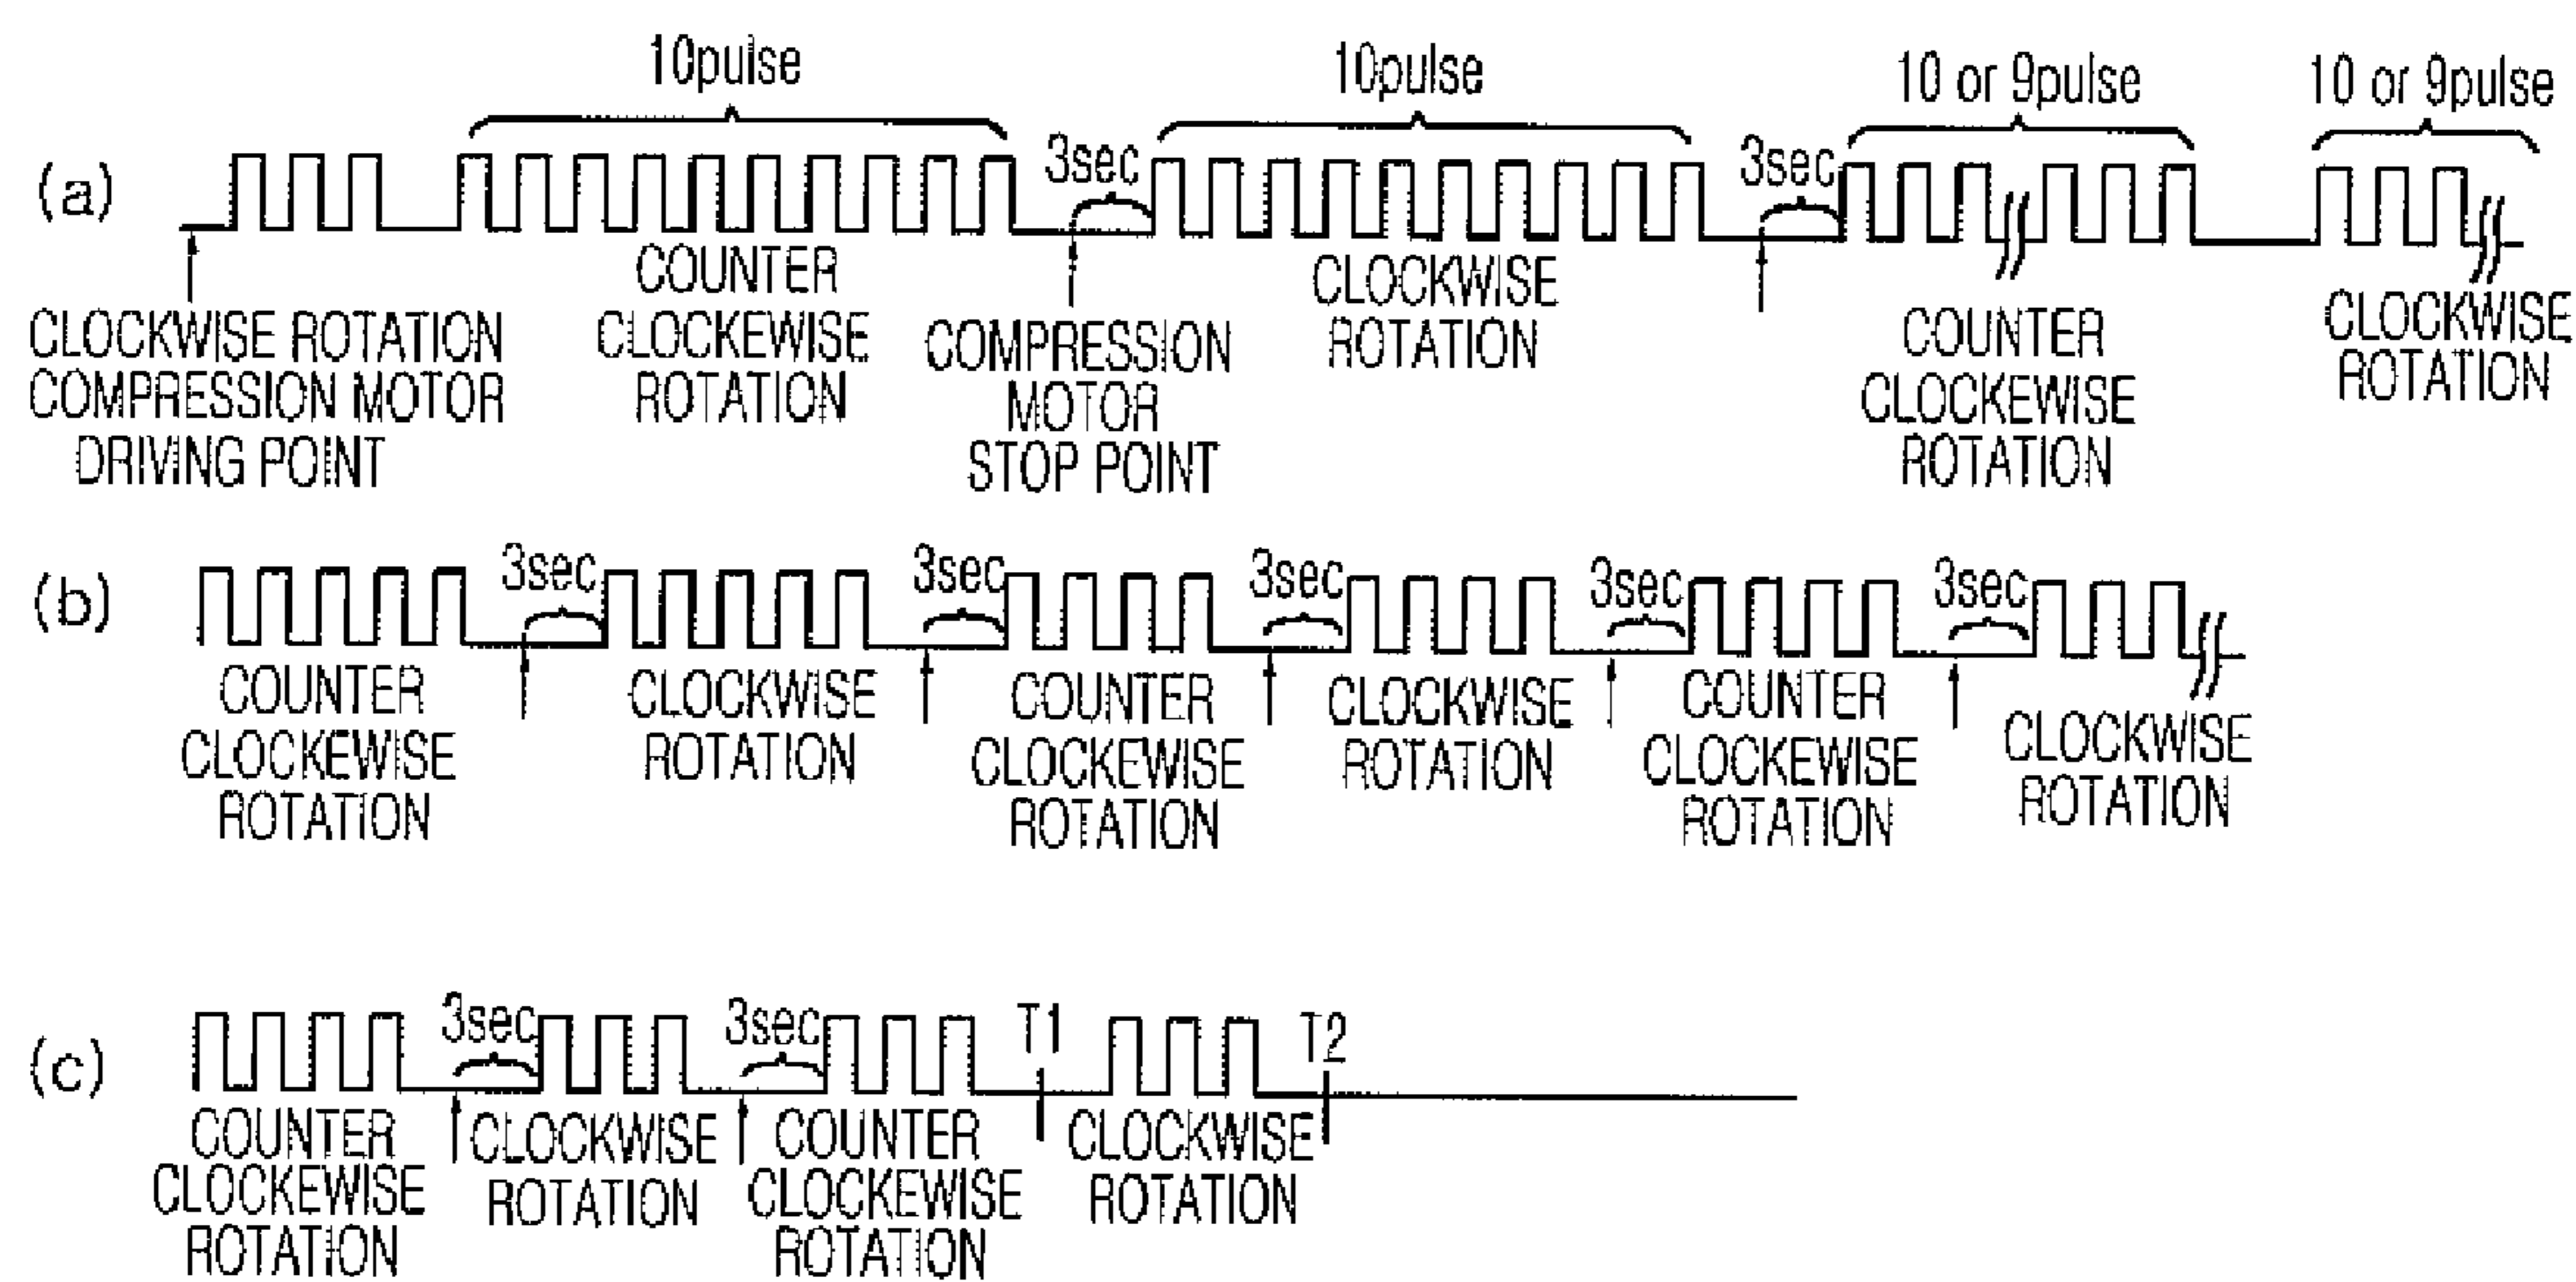 10pulse
10pulse
10 or 9pulse
10 or 9pulse
(a)
3sec
3sec
CLOCKWISE ROTATION
COMPRESSION MOTOR
DRIVING POINT
COUNTER
CLOCKEWISE
ROTATION
COMPRESSION
MOTOR
STOP POINT
CLOCKWISE
ROTATION
COUNTER
CLOCKEWISE
ROTATION
CLOCKWISE
ROTATION
(b)
3sec
3sec
3sec
3sec
3sec
COUNTER
CLOCKEWISE
ROTATION
CLOCKWISE
ROTATION
COUNTER
CLOCKEWISE
ROTATION
CLOCKWISE
ROTATION
COUNTER
CLOCKEWISE
ROTATION
CLOCKWISE
ROTATION
(c)
3sec
3sec
T1
T2
COUNTER
CLOCKEWISE
ROTATION
CLOCKWISE
ROTATION
COUNTER
CLOCKEWISE
ROTATION
CLOCKWISE
ROTATION